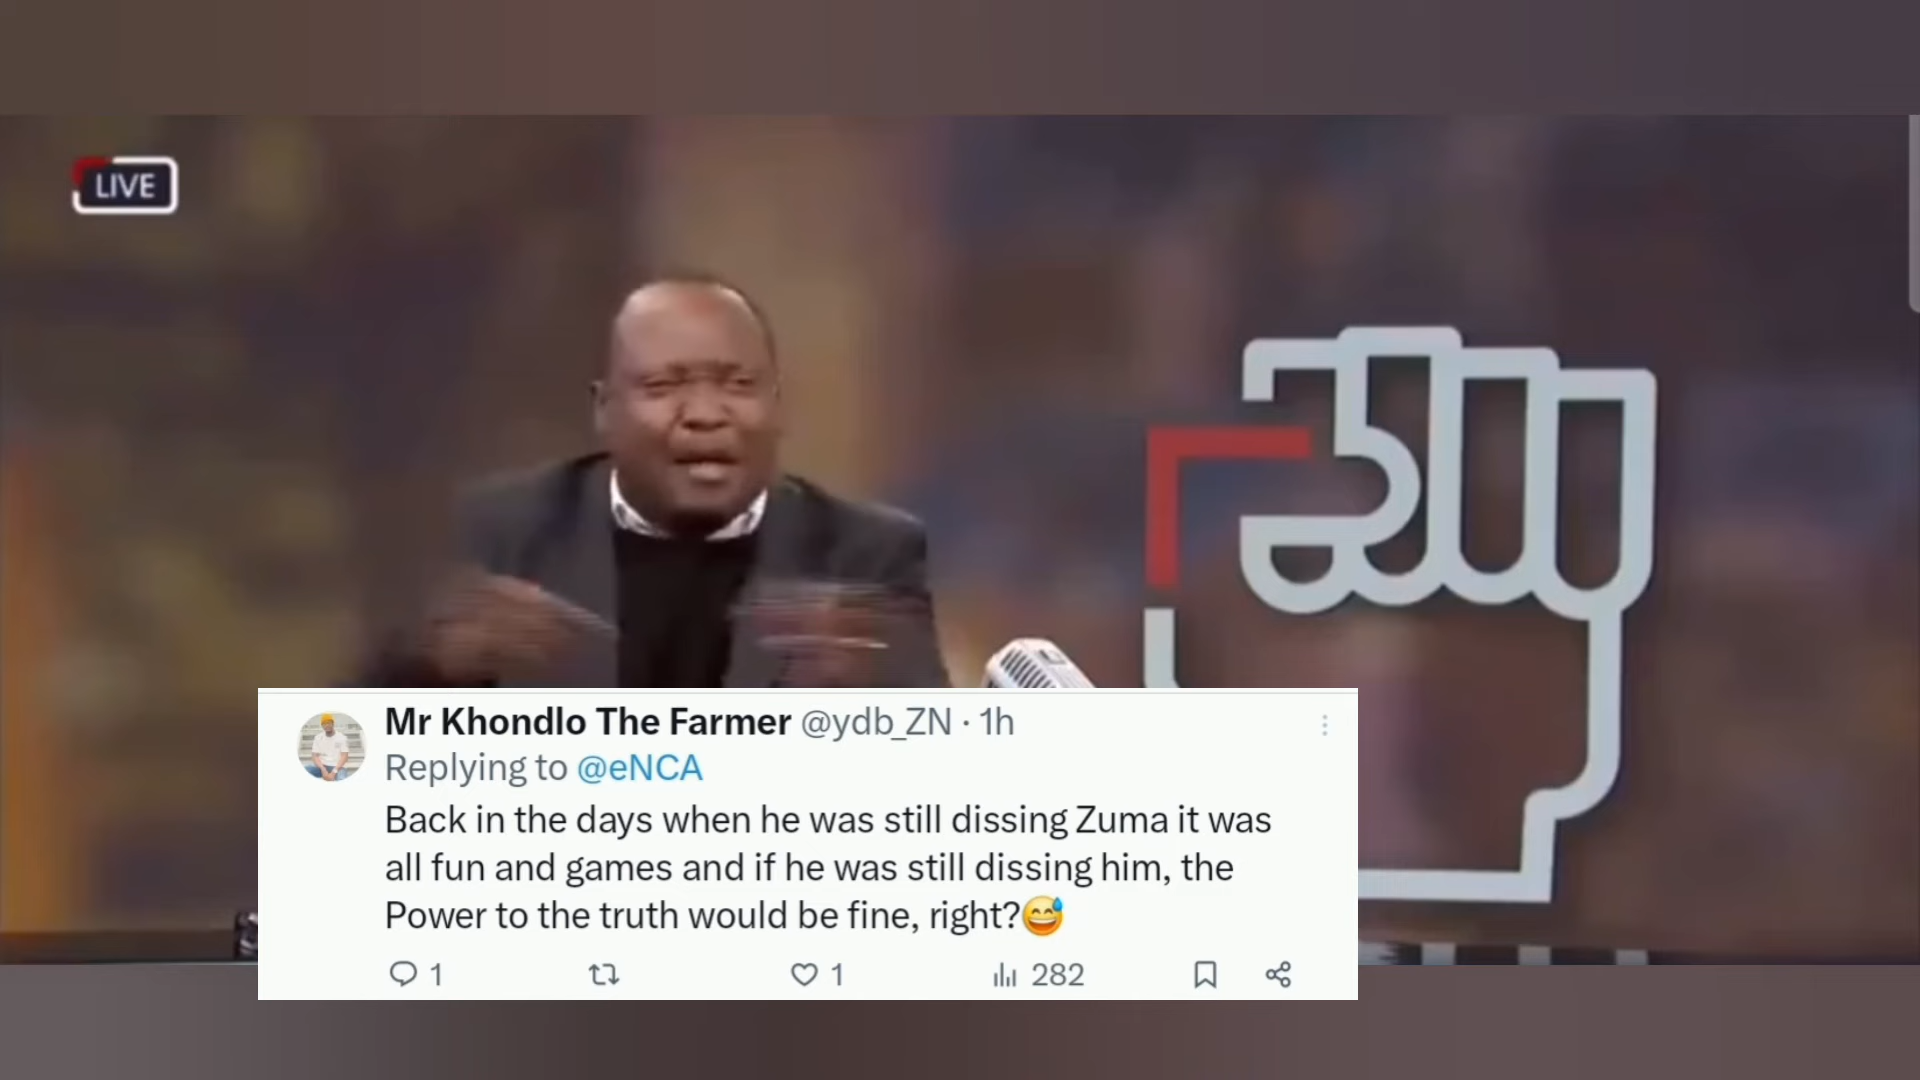 LIVE
Mr Khondlo The Farmer @ydb_ZN · 1h
Replying to @eNCA
Back in the days when he was still dissing Zuma it was
all fun and games and if he was still dissing him, the
Power to the truth would be fine, right?😅
1 1 282